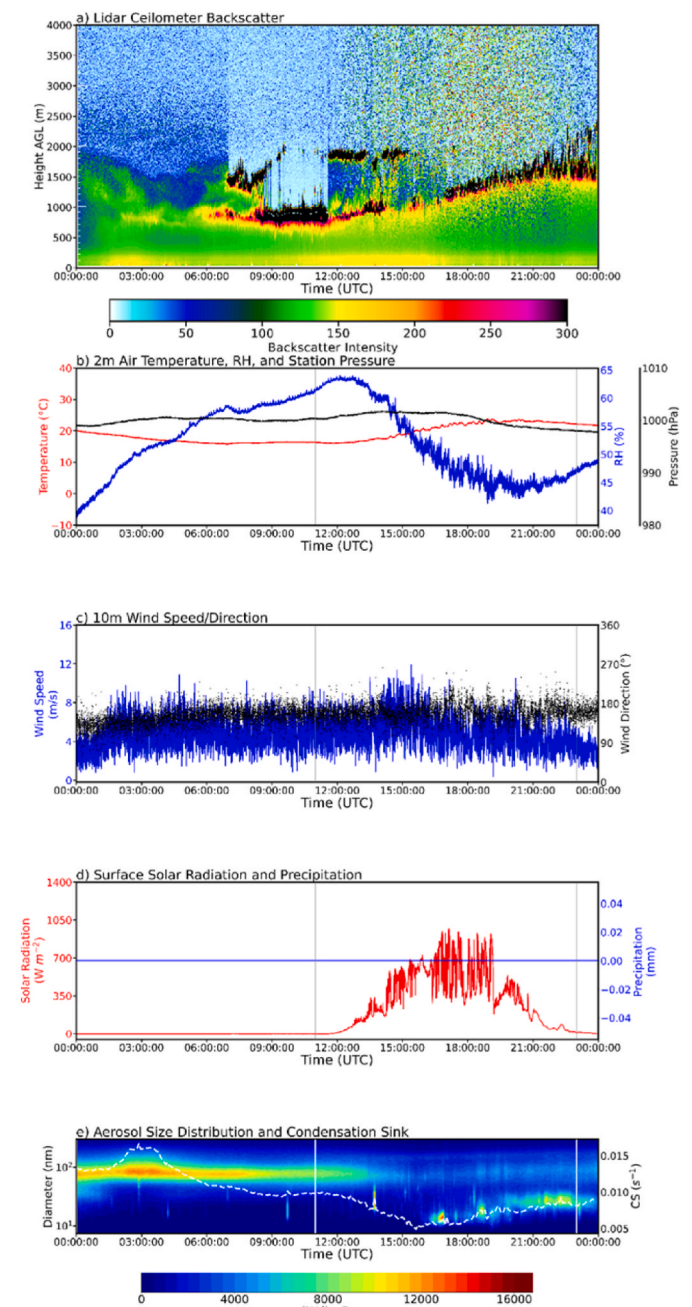 a) Lidar Ceilometer Backscatter
4000
3500
3000
2500
2000
1500
1000
500
0
Height AGL (m)
00:00:00 03:00:00 06:00:00 09:00:00 12:00:00 15:00:00 18:00:00 21:00:00 00:00:00
Time (UTC)
0 50 100 150 200 250 300
Backscatter Intensity
b) 2m Air Temperature, RH, and Station Pressure
40
30
20
10
0
−10
Temperature (°C)
65
60
55
50
45
40
RH (%)
1010
1000
990
980
Pressure (hPa)
00:00:00 03:00:00 06:00:00 09:00:00 12:00:00 15:00:00 18:00:00 21:00:00 00:00:00
Time (UTC)
c) 10m Wind Speed/Direction
16
12
8
4
0
Wind Speed
(m/s)
360
270
180
90
0
Wind Direction (°)
00:00:00 03:00:00 06:00:00 09:00:00 12:00:00 15:00:00 18:00:00 21:00:00 00:00:00
Time (UTC)
d) Surface Solar Radiation and Precipitation
1400
1050
700
350
0
Solar Radiation
(W m⁻²)
0.04
0.02
0.00
−0.02
−0.04
Precipitation
(mm)
00:00:00 03:00:00 06:00:00 09:00:00 12:00:00 15:00:00 18:00:00 21:00:00 00:00:00
Time (UTC)
e) Aerosol Size Distribution and Condensation Sink
10²
10¹
Diameter (nm)
0.015
0.010
0.005
CS (s⁻¹)
00:00:00 03:00:00 06:00:00 09:00:00 12:00:00 15:00:00 18:00:00 21:00:00 00:00:00
Time (UTC)
0 4000 8000 12000 16000